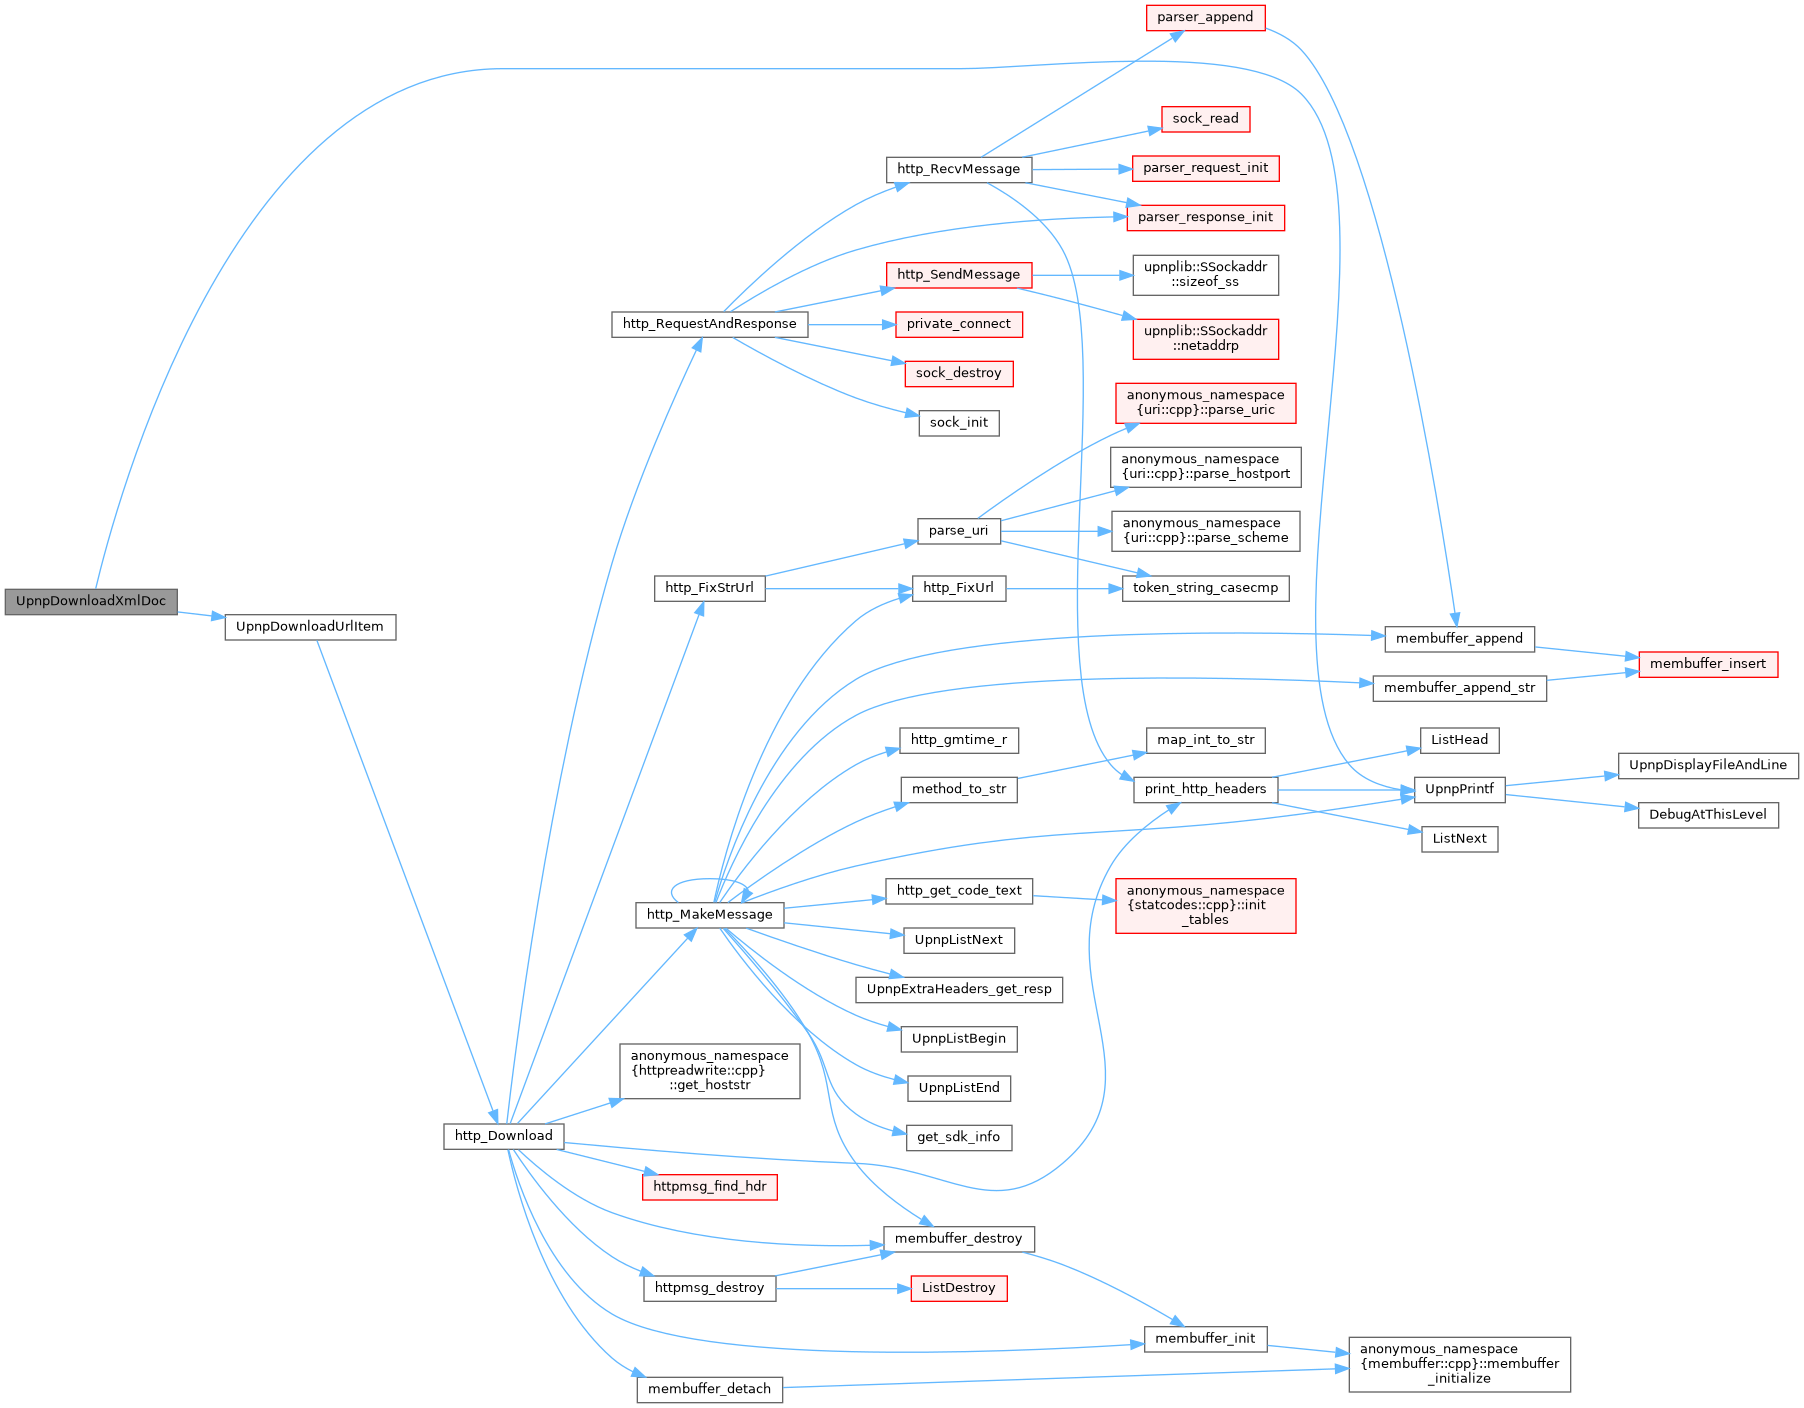 parser_append
sock_read
http_RecvMessage
parser_request_init
parser_response_init
http_SendMessage
upnplib::SSockaddr
::sizeof_ss
http_RequestAndResponse
private_connect
upnplib::SSockaddr
::netaddrp
sock_destroy
sock_init
anonymous_namespace
{uri::cpp}::parse_uric
anonymous_namespace
{uri::cpp}::parse_hostport
parse_uri
anonymous_namespace
{uri::cpp}::parse_scheme
UpnpDownloadXmlDoc
http_FixStrUrl
http_FixUrl
token_string_casecmp
UpnpDownloadUrlItem
membuffer_append
membuffer_insert
membuffer_append_str
http_gmtime_r
map_int_to_str
ListHead
UpnpDisplayFileAndLine
method_to_str
print_http_headers
UpnpPrintf
DebugAtThisLevel
ListNext
http_MakeMessage
http_get_code_text
anonymous_namespace
{statcodes::cpp}::init
_tables
UpnpListNext
UpnpExtraHeaders_get_resp
UpnpListBegin
anonymous_namespace
{httpreadwrite::cpp}
::get_hoststr
UpnpListEnd
http_Download
get_sdk_info
httpmsg_find_hdr
membuffer_destroy
httpmsg_destroy
ListDestroy
membuffer_init
anonymous_namespace
{membuffer::cpp}::membuffer
_initialize
membuffer_detach